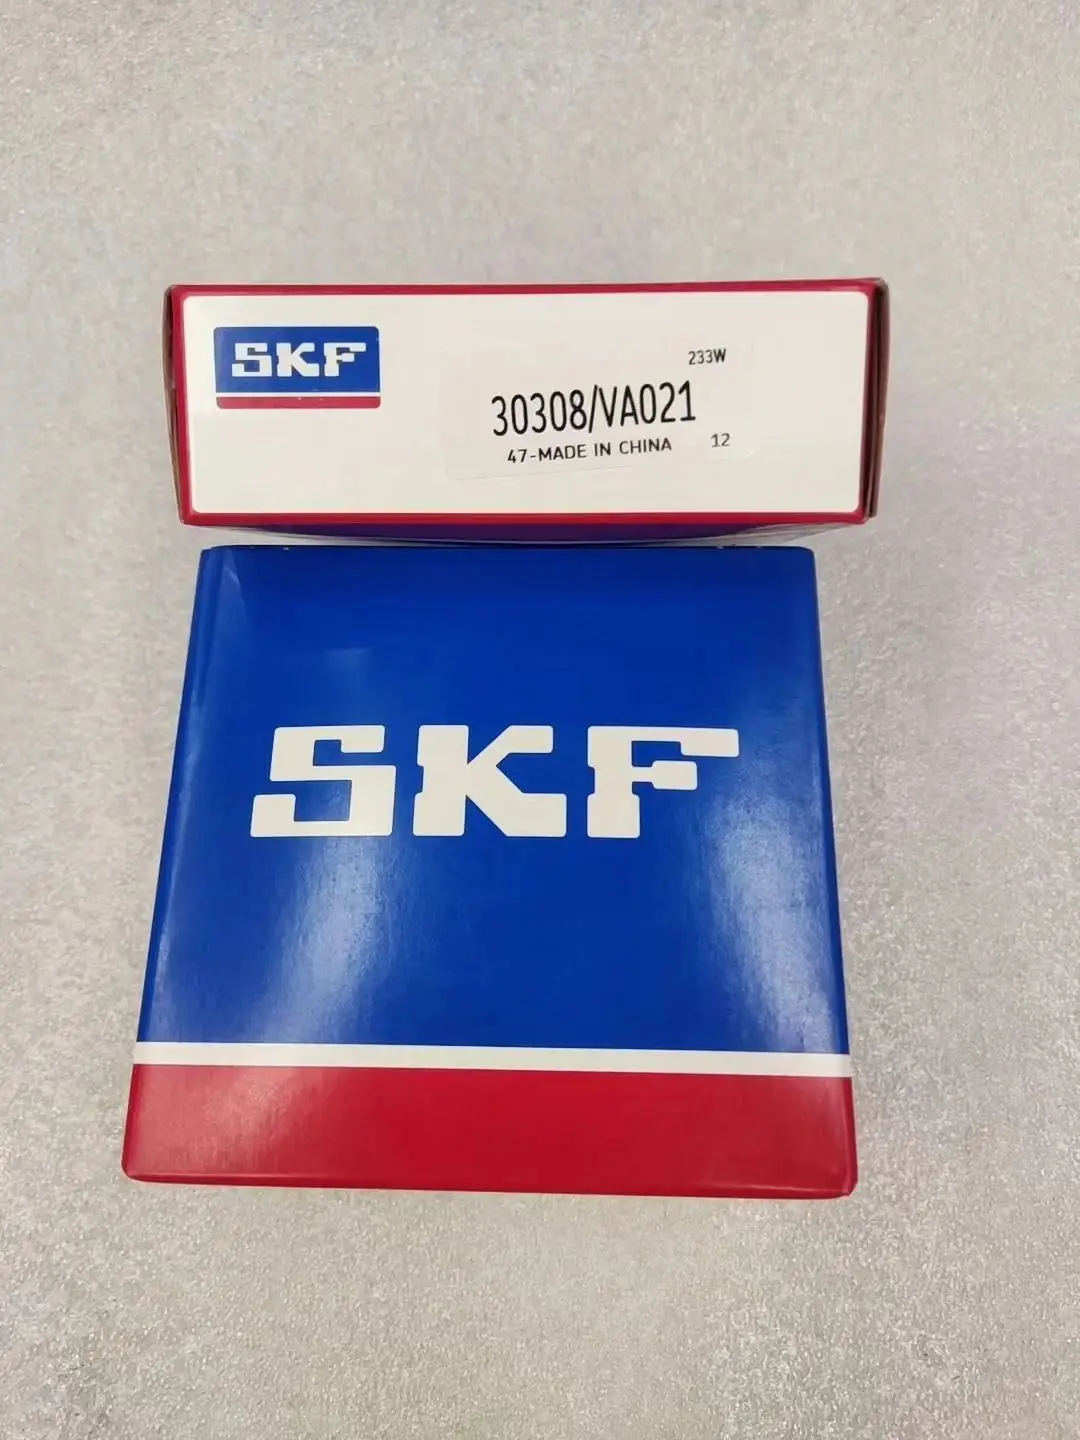 SKF
233W
30308/VA021
47-MADE IN CHINA 12
SKF